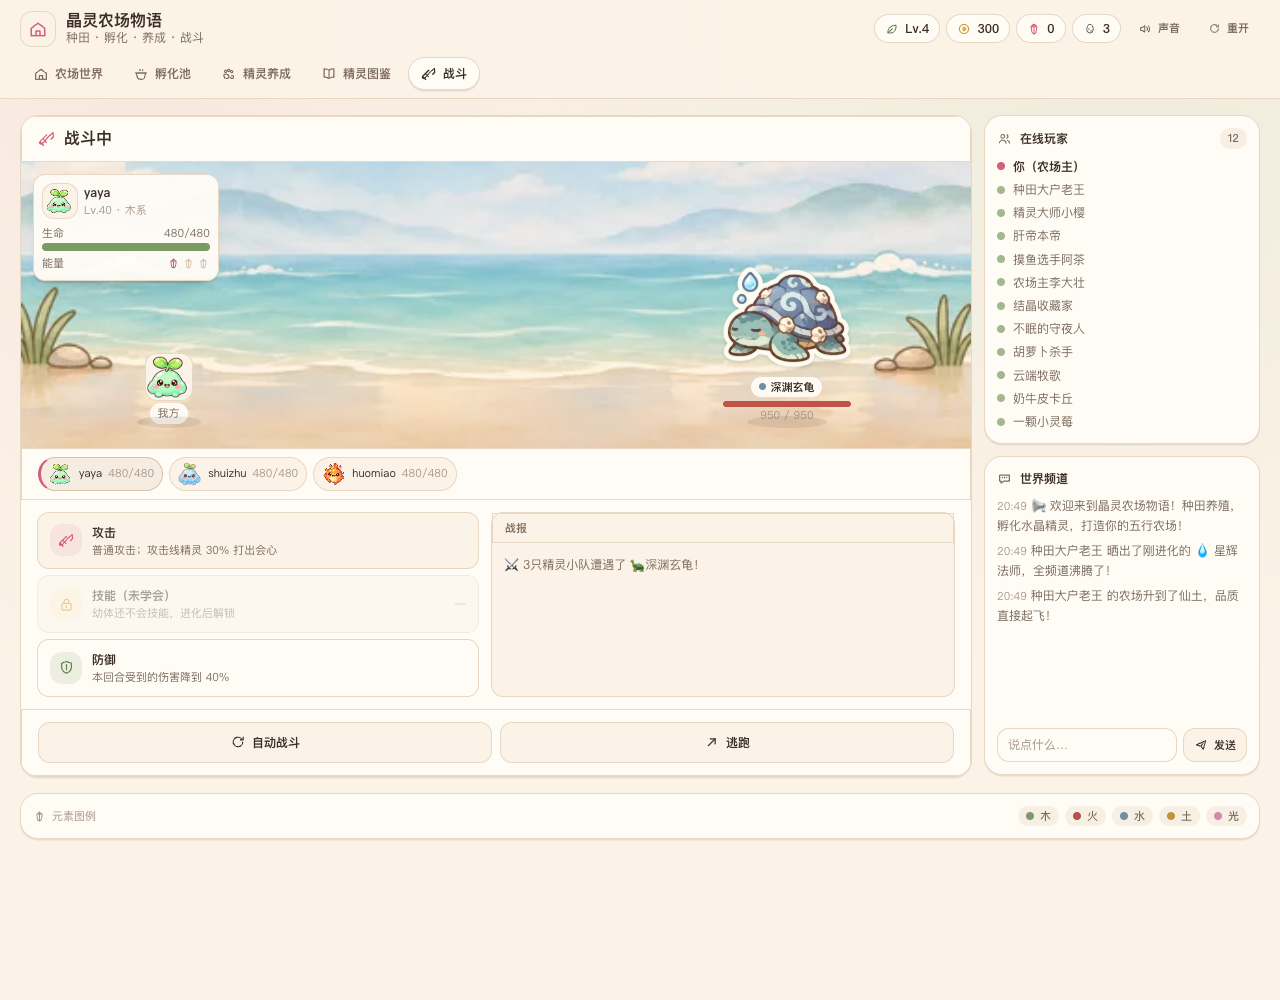 晶灵农场物语
种田 · 孵化 · 养成 · 战斗
Lv.4
300
0
3
声音
重开
农场世界
孵化池
精灵养成
精灵图鉴
战斗
战斗中
yaya
Lv.40 · 木系
生命 480/480
能量
我方
深渊玄龟
950 / 950
yaya 480/480
shuizhu 480/480
huomiao 480/480
攻击
普通攻击；攻击线精灵 30% 打出会心
技能（未学会）
幼体还不会技能，进化后解锁
—
防御
本回合受到的伤害降到 40%
战报
⚔️ 3只精灵小队遭遇了 🐢深渊玄龟！
自动战斗
逃跑
在线玩家
12
你（农场主）
种田大户老王
精灵大师小樱
肝帝本帝
摸鱼选手阿茶
农场主李大壮
结晶收藏家
不眠的守夜人
胡萝卜杀手
云端牧歌
奶牛皮卡丘
一颗小灵莓
世界频道
20:49 📢 欢迎来到晶灵农场物语！种田养殖，
孵化水晶精灵，打造你的五行农场！
20:49 种田大户老王 晒出了刚进化的 💧 星辉
法师，全频道沸腾了！
20:49 种田大户老王 的农场升到了仙土，品质
直接起飞！
说点什么...
发送
元素图例
木
火
水
土
光